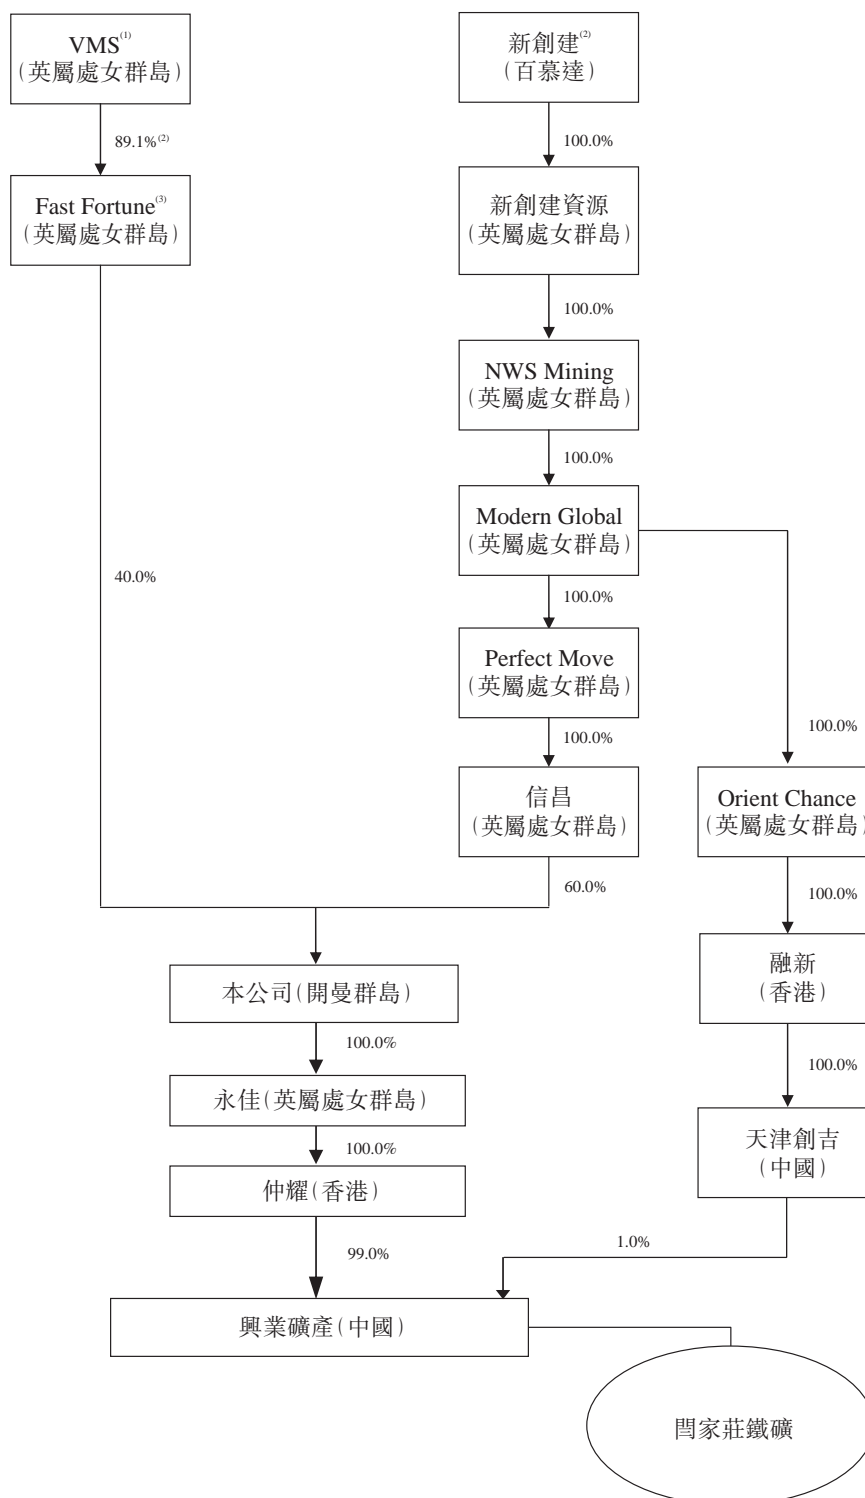 VMS(1)
(英屬處女群島)
新創建(2)
(百慕達)
89.1%(2)
100.0%
Fast Fortune(3)
(英屬處女群島)
新創建資源
(英屬處女群島)
100.0%
NWS Mining
(英屬處女群島)
100.0%
Modern Global
(英屬處女群島)
40.0%
100.0%
Perfect Move
(英屬處女群島)
100.0%
100.0%
信昌
(英屬處女群島)
Orient Chance
(英屬處女群島)
60.0%
100.0%
本公司(開曼群島)
融新
(香港)
100.0%
100.0%
永佳(英屬處女群島)
100.0%
天津創吉
(中國)
仲耀(香港)
99.0%
1.0%
興業礦產(中國)
閆家莊鐵礦